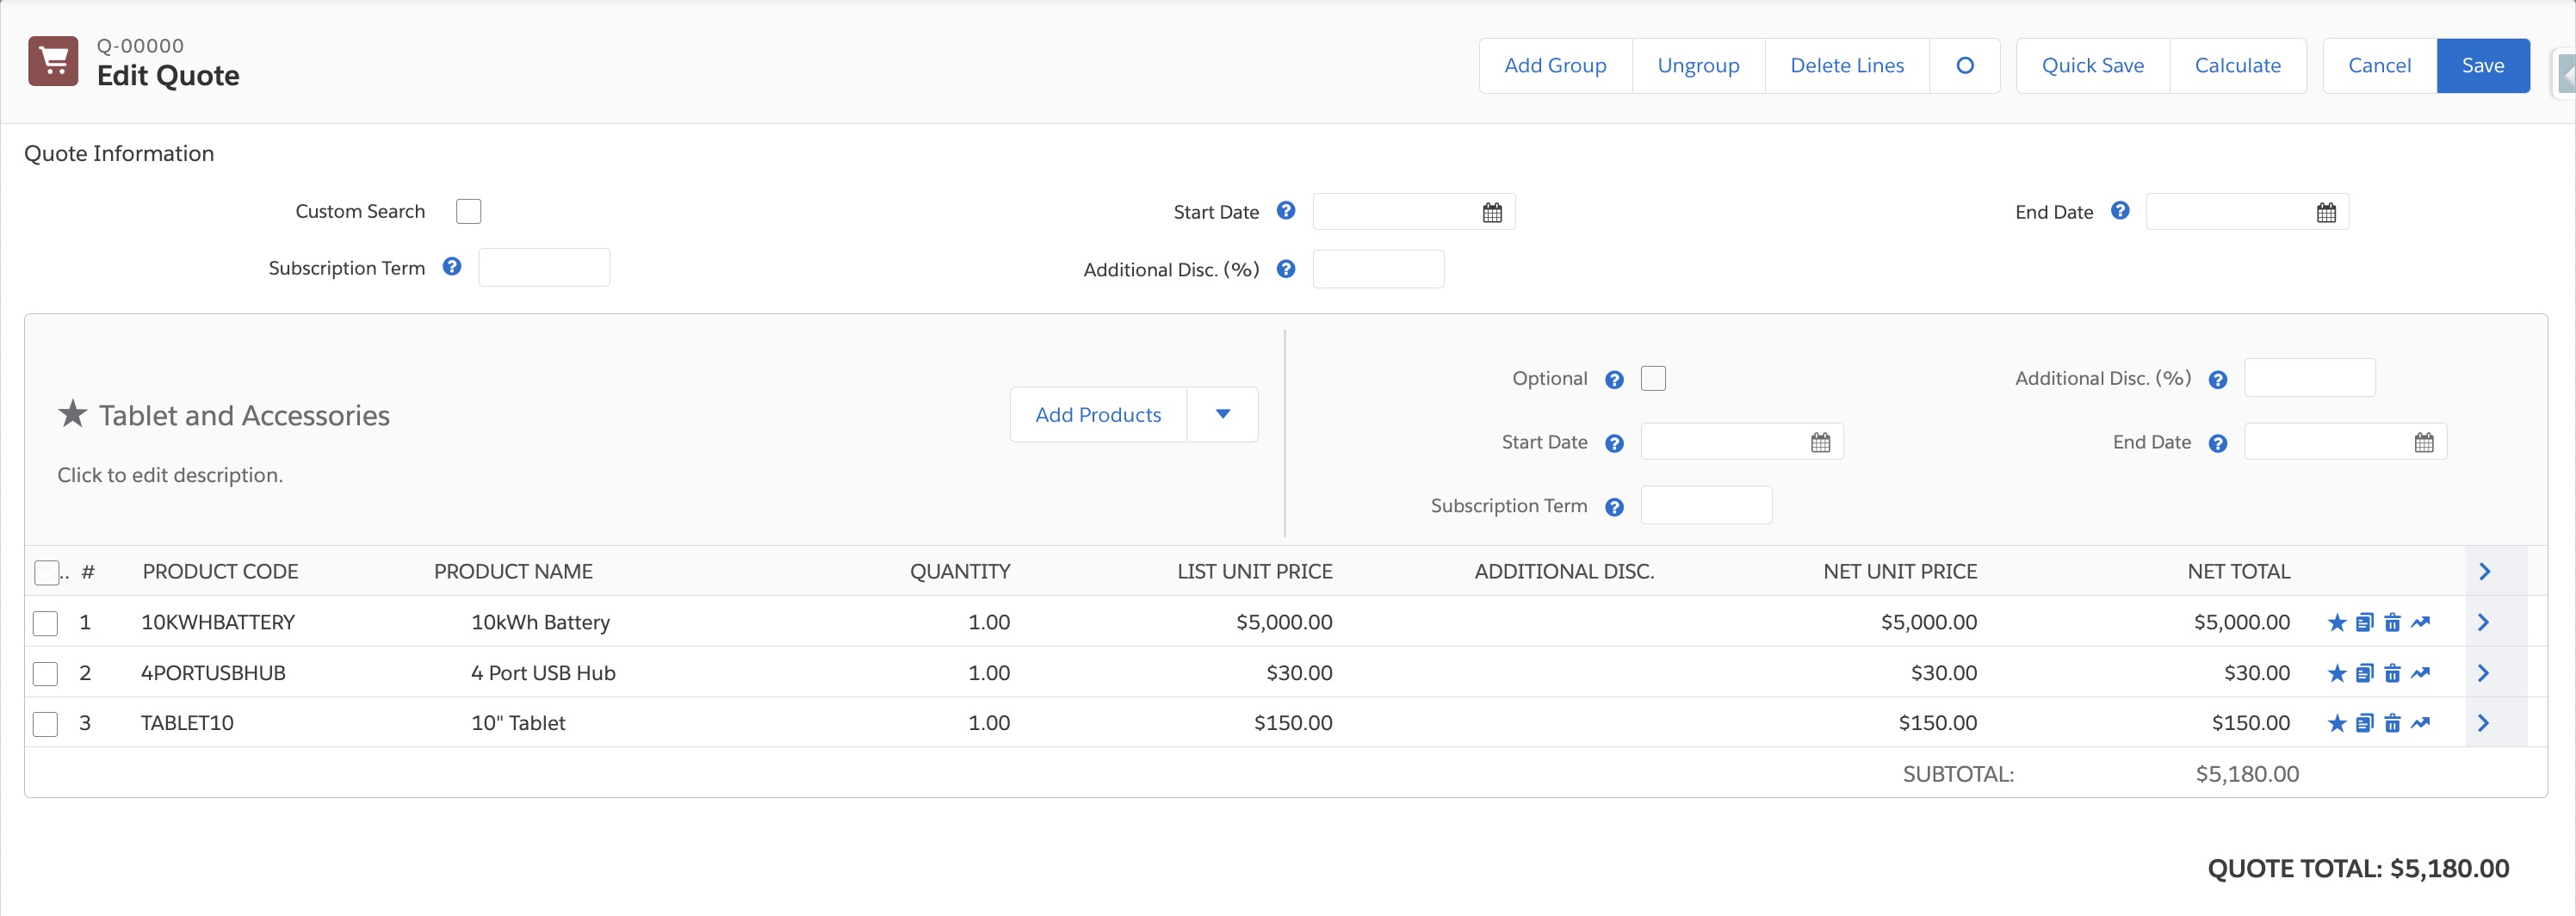 Q-00000
Edit Quote
Add Group Ungroup Delete Lines Quick Save Calculate Cancel Save
Quote Information
Custom Search Start Date End Date
Subscription Term Additional Disc. (%)
Tablet and Accessories
Add Products
Click to edit description.
Optional Additional Disc. (%)
Start Date End Date
Subscription Term
.. # PRODUCT CODE PRODUCT NAME QUANTITY LIST UNIT PRICE ADDITIONAL DISC. NET UNIT PRICE NET TOTAL
1 10KWHBATTERY 10kWh Battery 1.00 $5,000.00 $5,000.00 $5,000.00
2 4PORTUSBHUB 4 Port USB Hub 1.00 $30.00 $30.00 $30.00
3 TABLET10 10" Tablet 1.00 $150.00 $150.00 $150.00
SUBTOTAL: $5,180.00
QUOTE TOTAL: $5,180.00